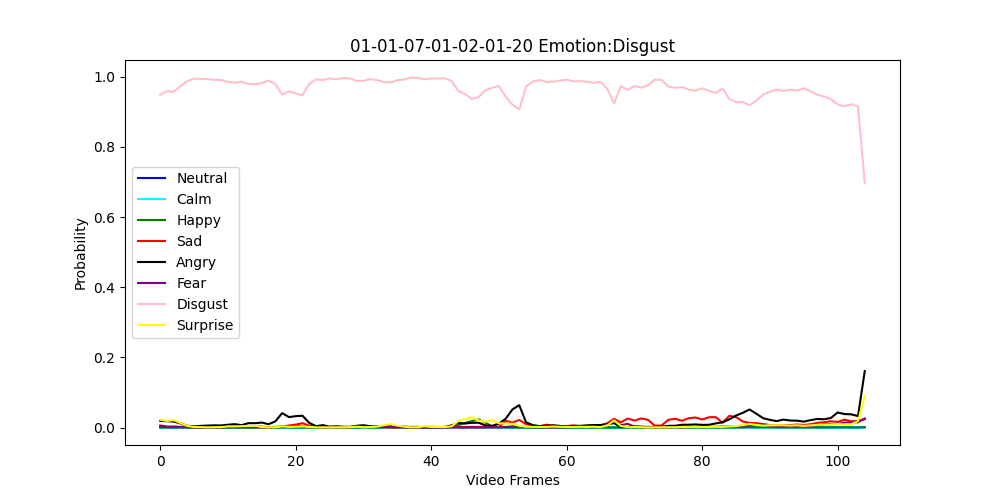 01-01-07-01-02-01-20 Emotion:Disgust
Probability
1.0
0.8
0.6
0.4
0.2
0.0
Neutral
Calm
Happy
Sad
Angry
Fear
Disgust
Surprise
0 20 40 60 80 100
Video Frames